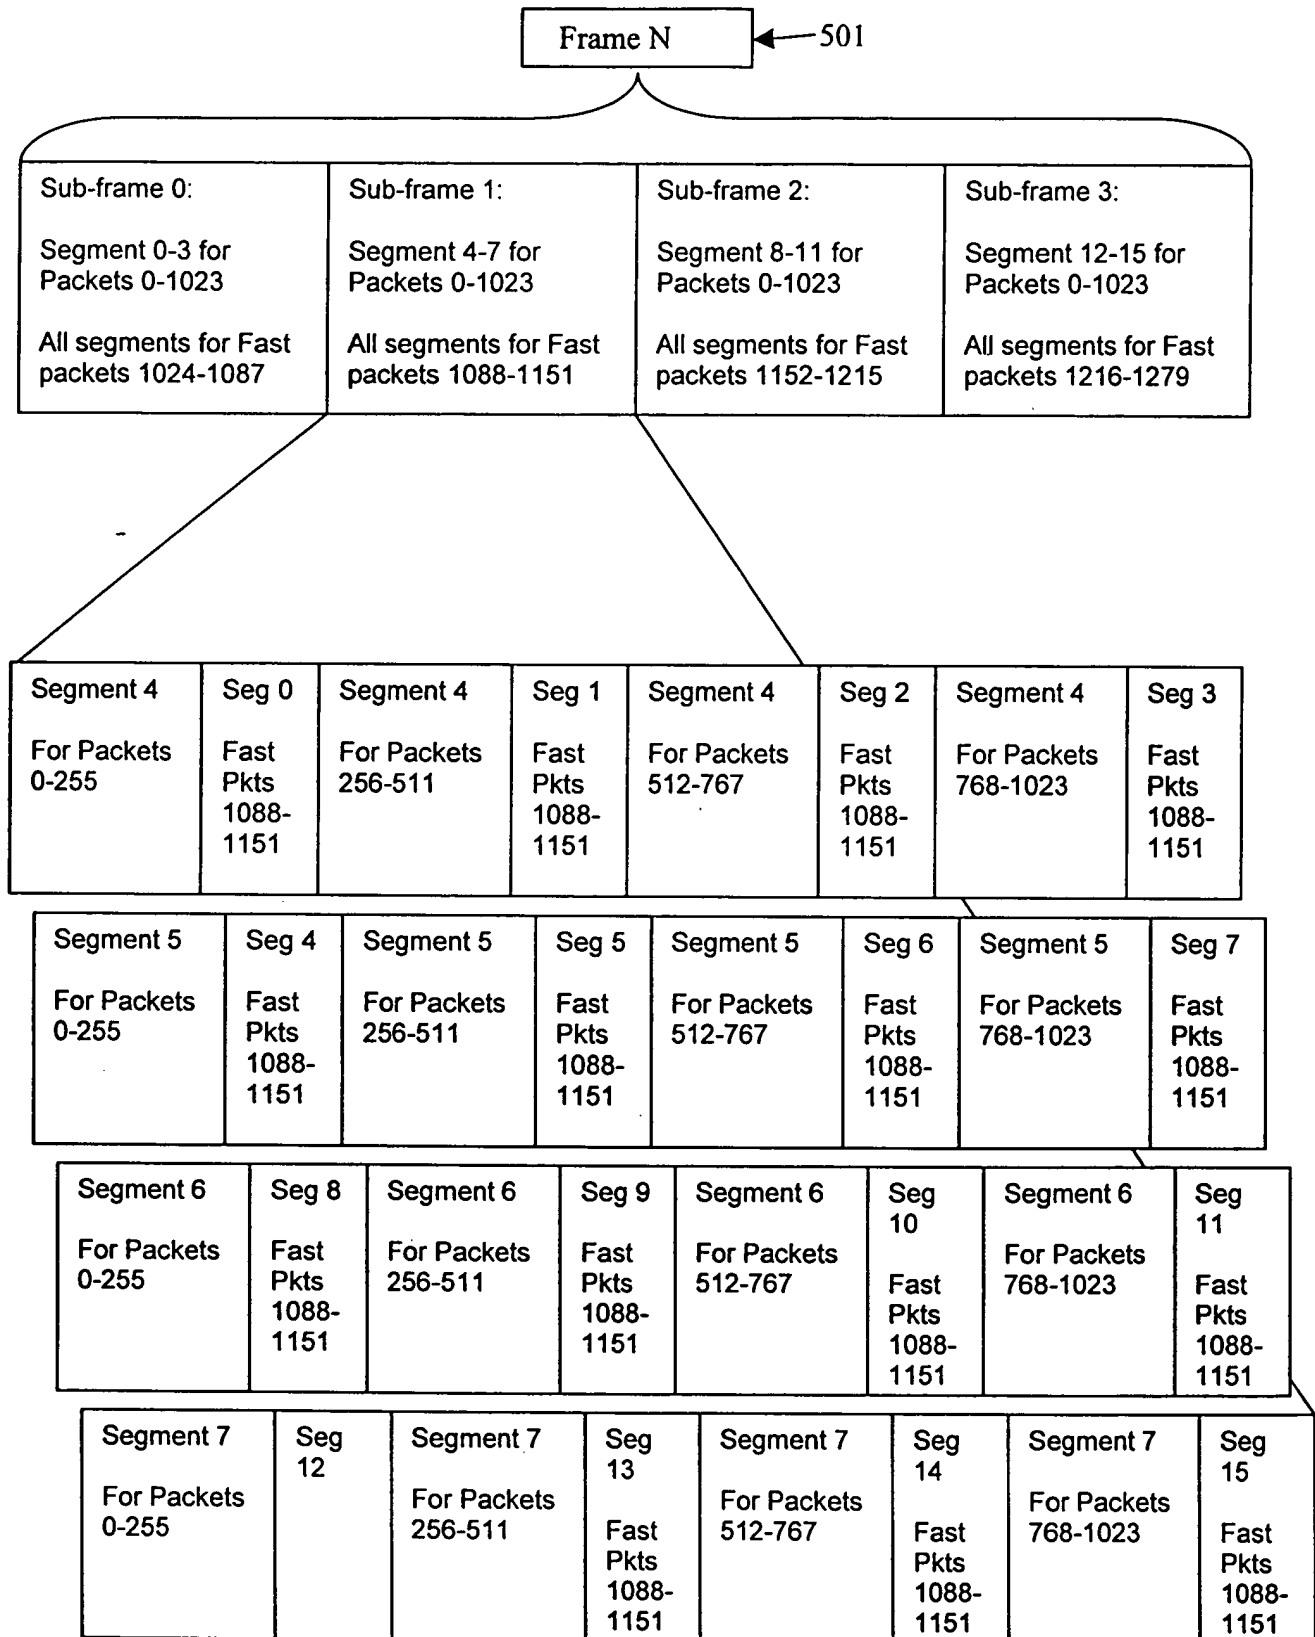 Frame N
501
Sub-frame 0:
Segment 0-3 for
Packets 0-1023
All segments for Fast
packets 1024-1087
Sub-frame 1:
Segment 4-7 for
Packets 0-1023
All segments for Fast
packets 1088-1151
Sub-frame 2:
Segment 8-11 for
Packets 0-1023
All segments for Fast
packets 1152-1215
Sub-frame 3:
Segment 12-15 for
Packets 0-1023
All segments for Fast
packets 1216-1279
Segment 4
For Packets
0-255
Seg 0
Fast
Pkts
1088-
1151
Segment 4
For Packets
256-511
Seg 1
Fast
Pkts
1088-
1151
Segment 4
For Packets
512-767
Seg 2
Fast
Pkts
1088-
1151
Segment 4
For Packets
768-1023
Seg 3
Fast
Pkts
1088-
1151
Segment 5
For Packets
0-255
Seg 4
Fast
Pkts
1088-
1151
Segment 5
For Packets
256-511
Seg 5
Fast
Pkts
1088-
1151
Segment 5
For Packets
512-767
Seg 6
Fast
Pkts
1088-
1151
Segment 5
For Packets
768-1023
Seg 7
Fast
Pkts
1088-
1151
Segment 6
For Packets
0-255
Seg 8
Fast
Pkts
1088-
1151
Segment 6
For Packets
256-511
Seg 9
Fast
Pkts
1088-
1151
Segment 6
For Packets
512-767
Seg
10
Fast
Pkts
1088-
1151
Segment 6
For Packets
768-1023
Seg
11
Fast
Pkts
1088-
1151
Segment 7
For Packets
0-255
Seg
12
Segment 7
For Packets
256-511
Seg
13
Fast
Pkts
1088-
1151
Segment 7
For Packets
512-767
Seg
14
Fast
Pkts
1088-
1151
Segment 7
For Packets
768-1023
Seg
15
Fast
Pkts
1088-
1151